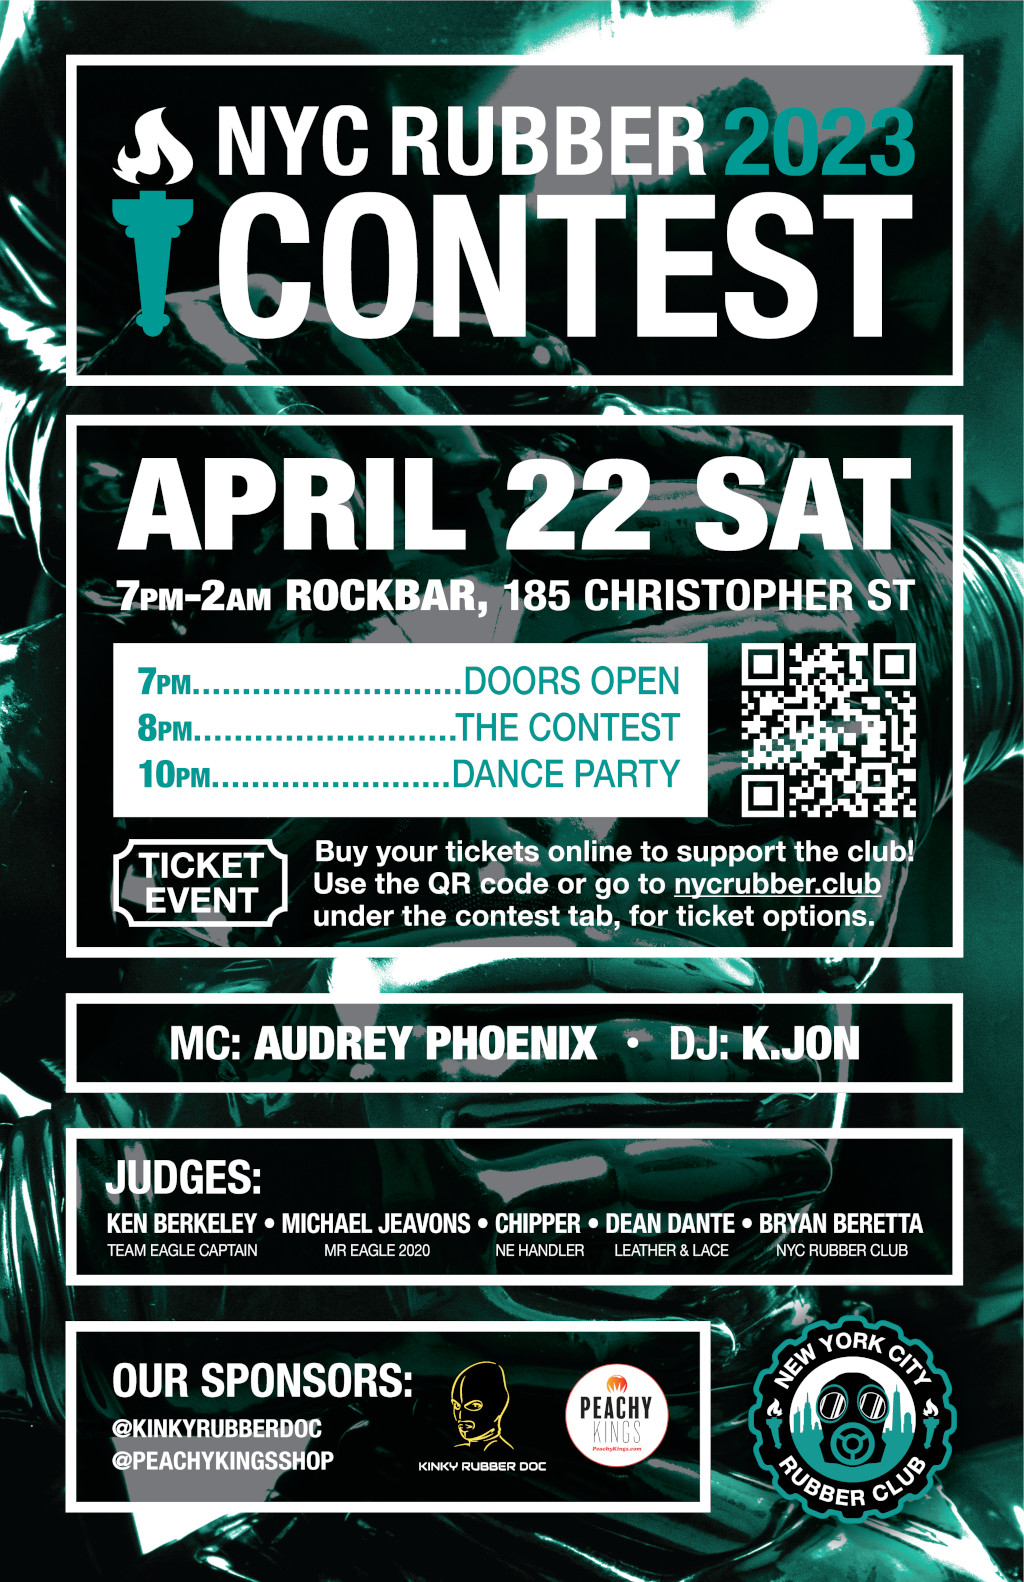 NYC RUBBER 2023
CONTEST
APRIL 22 SAT
7PM-2AM ROCKBAR, 185 CHRISTOPHER ST
7PM...........................DOORS OPEN
8PM..........................THE CONTEST
10PM........................DANCE PARTY
TICKET
EVENT
Buy your tickets online to support the club!
Use the QR code or go to nycrubber.club
under the contest tab, for ticket options.
MC: AUDREY PHOENIX • DJ: K.JON
JUDGES:
KEN BERKELEY • MICHAEL JEAVONS • CHIPPER • DEAN DANTE • BRYAN BERETTA
TEAM EAGLE CAPTAIN MR EAGLE 2020 NE HANDLER LEATHER & LACE NYC RUBBER CLUB
OUR SPONSORS:
@KINKYRUBBERDOC
@PEACHYKINGSSHOP
KINKY RUBBER DOC
PEACHY
KINGS
PeachyKings.com
NEW YORK CITY
RUBBER CLUB